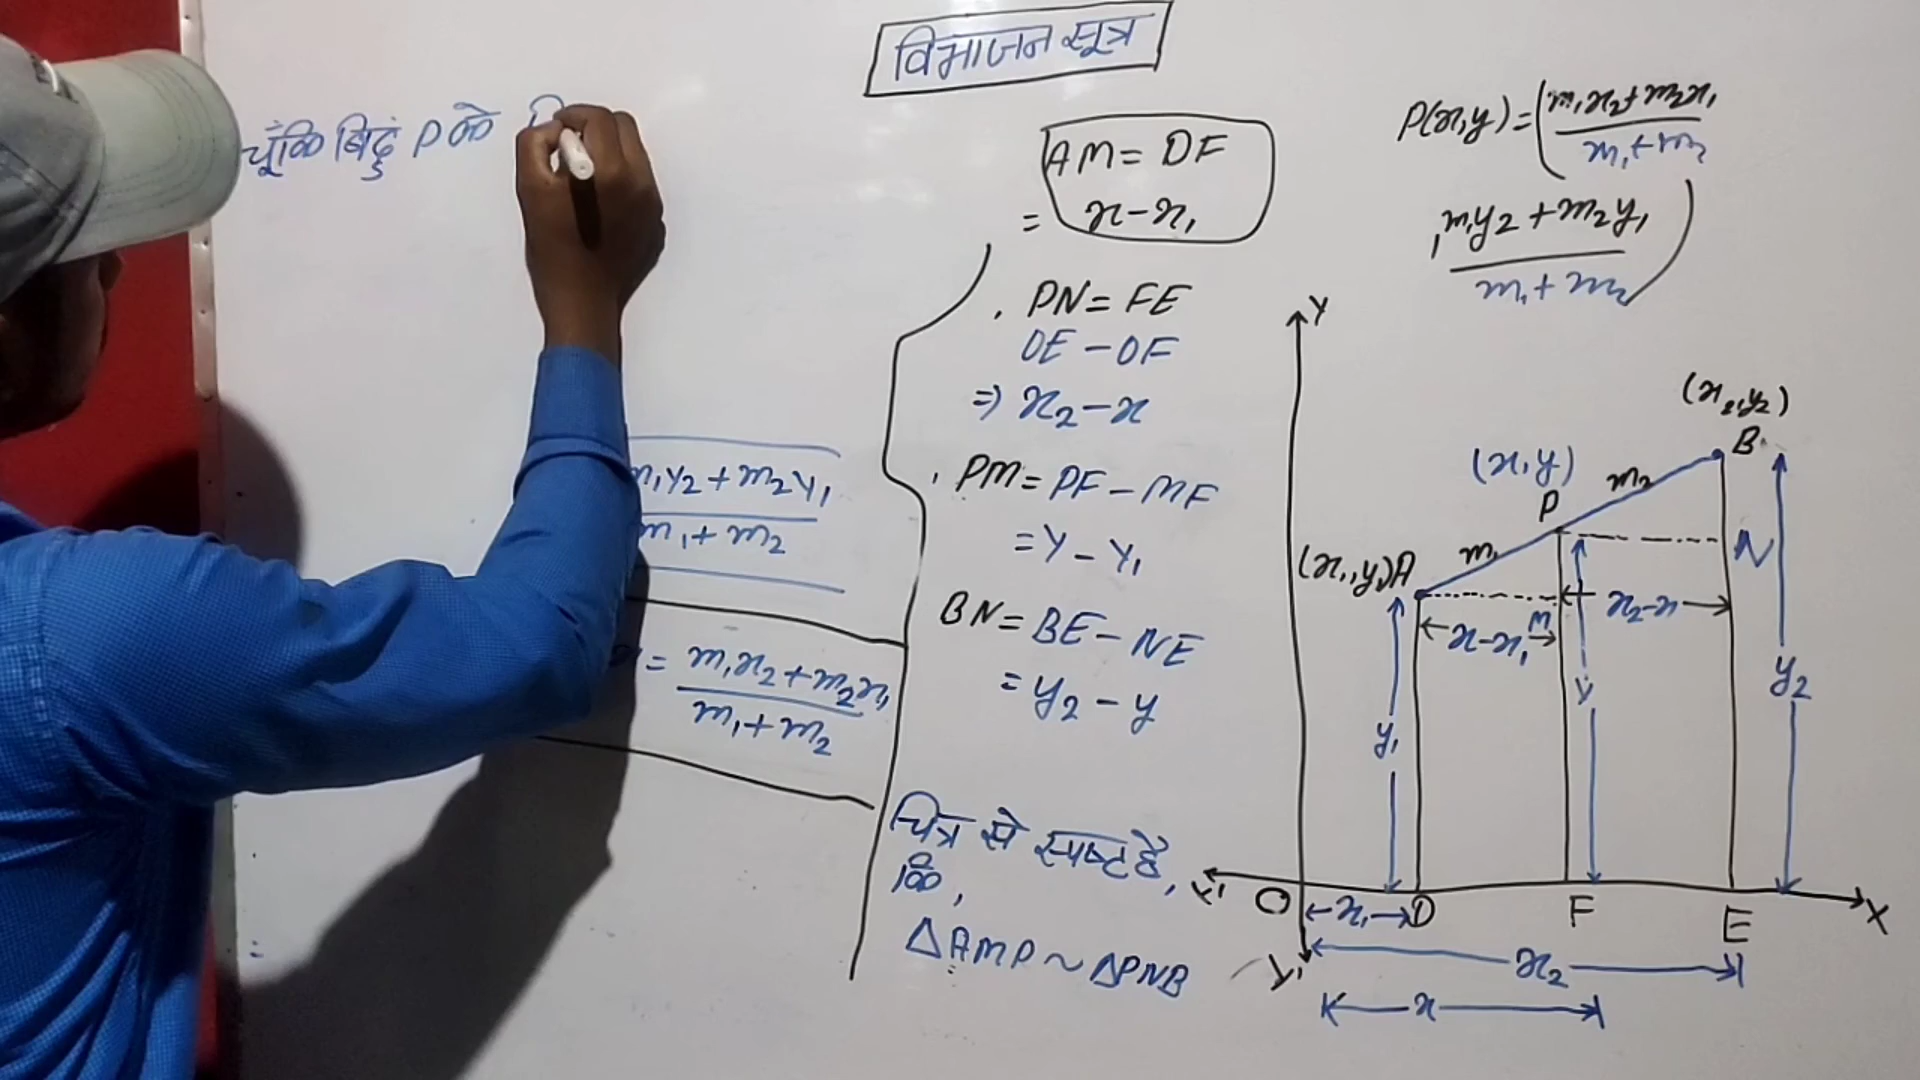 विभाजन सूत्र
चूंकि बिंदुं P के
m₁y₂ + m₂y₁
m₁ + m₂
= m₁x₂ + m₂x₁
m₁ + m₂
AM = DF
= x - x₁
PN = FE
OE - OF
⇒ x₂ - x
PM = PF - MF
= Y - Y₁
BN = BE - NE
= y₂ - y
चित्र से स्पष्ट है,
कि,
Δ AMP ~ ΔPNB
P(x,y) = (m₁x₂ + m₂x₁
m₁ + m₂
, m₁y₂ + m₂y₁
m₁ + m₂)
Y
(x₂, y₂)
B
(x, y)
P
m₂
N
m₁
(x₁, y₁) A
M
x - x₁
x₂ - x
y₁
y
y₂
X'
O
x₁
D
F
E
X
Y'
x₂
x